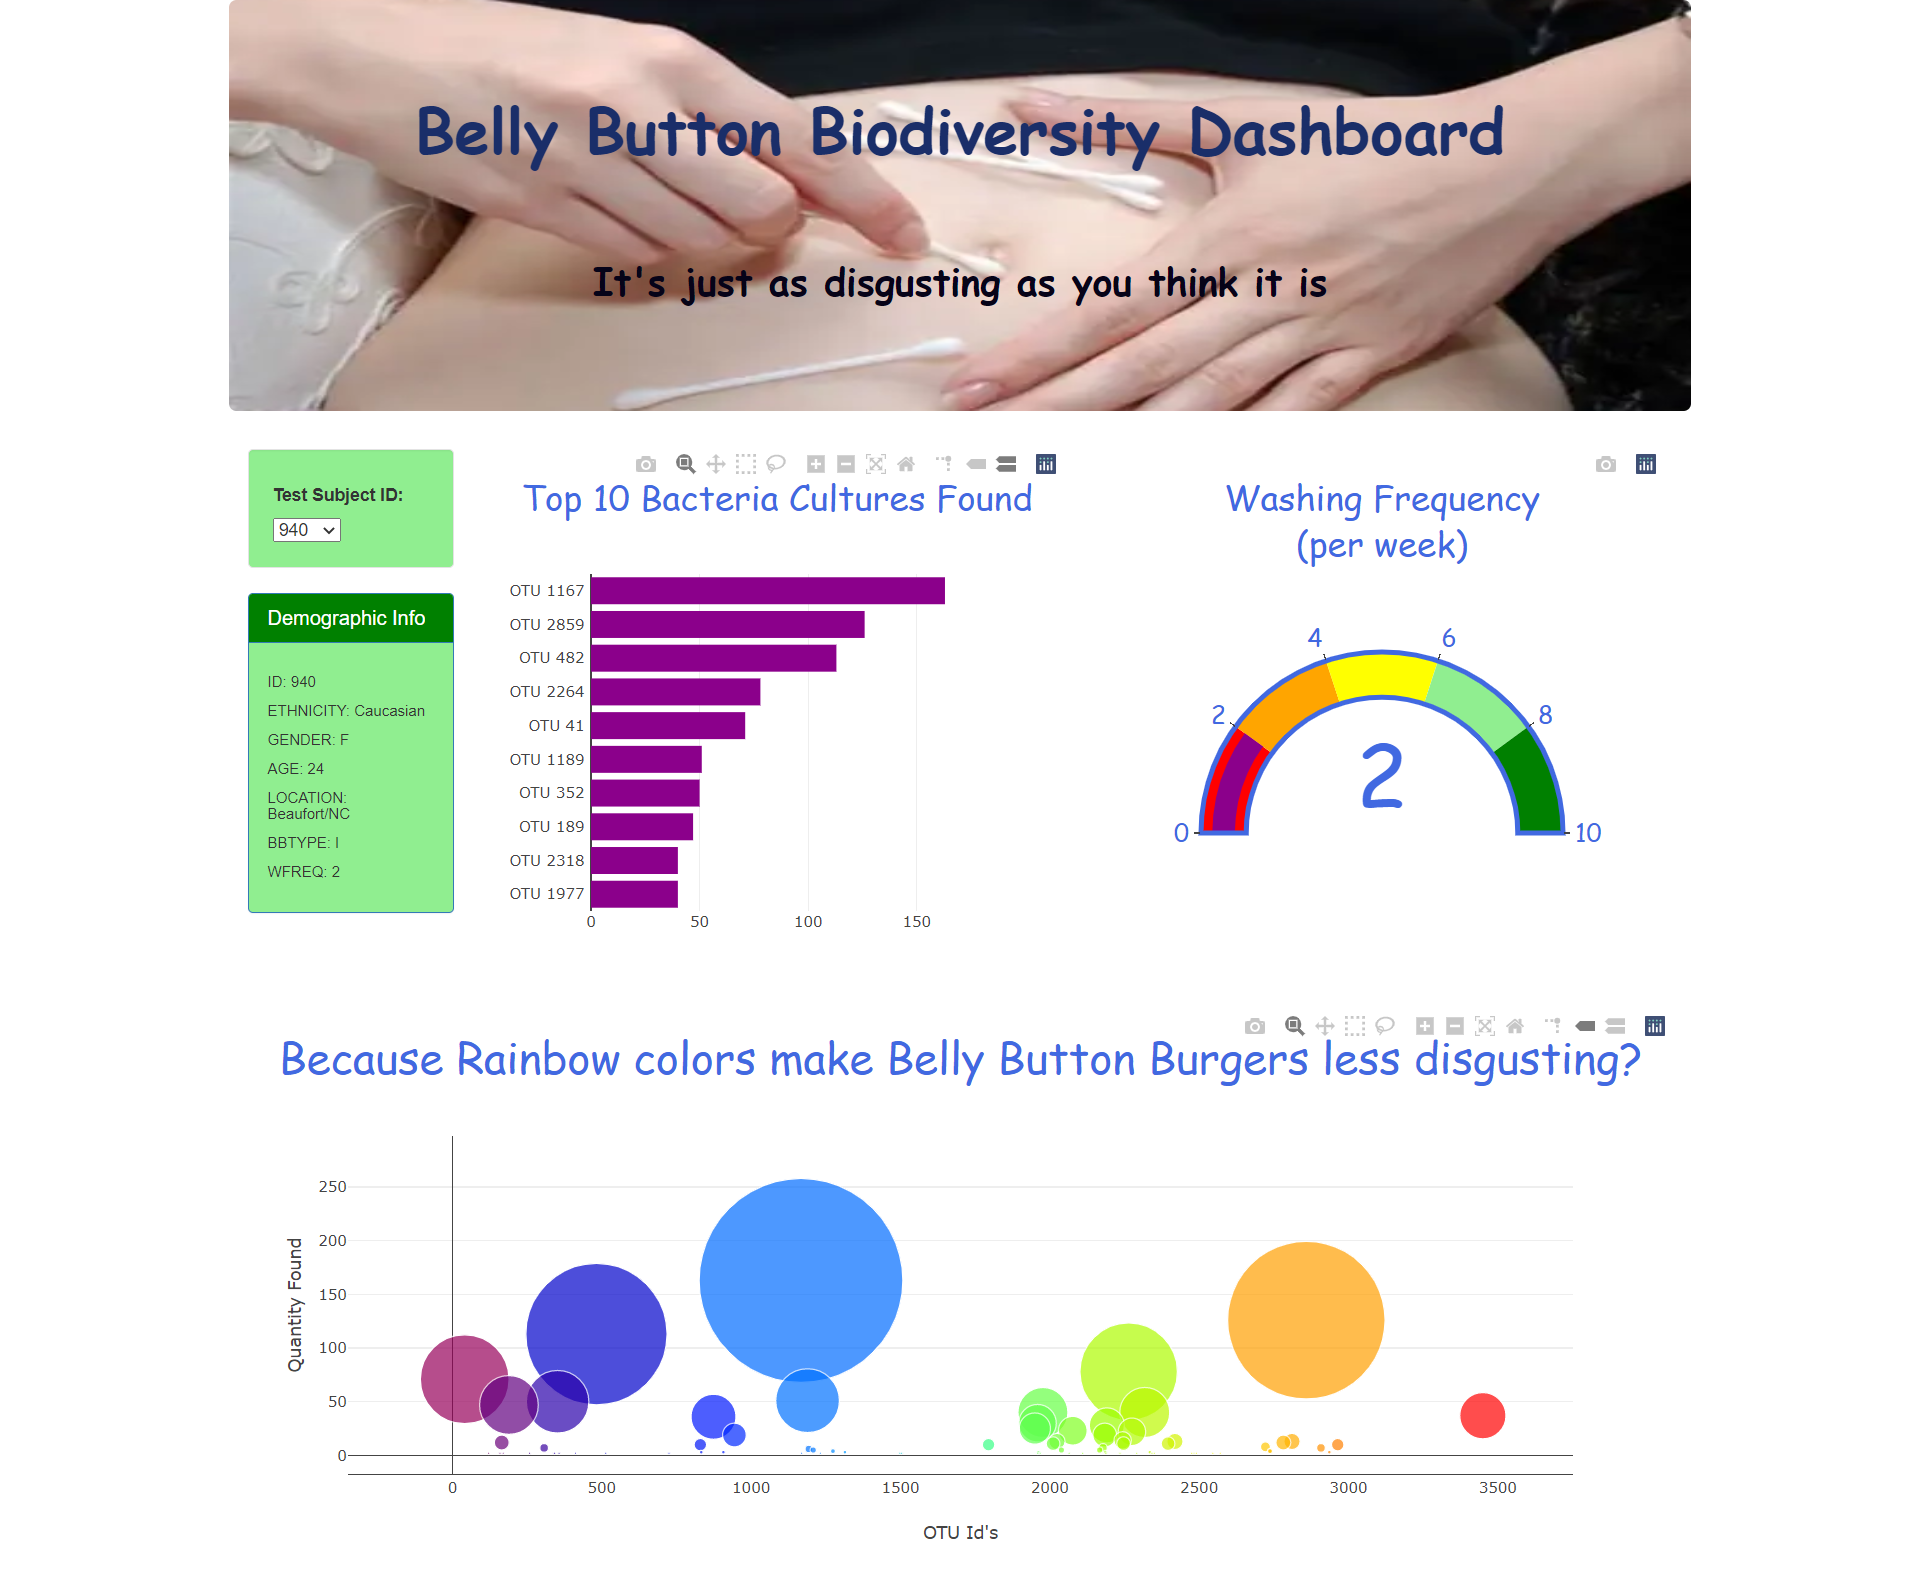 Belly Button Biodiversity Dashboard
It's just as disgusting as you think it is
Test Subject ID:
940
Demographic Info
ID: 940
ETHNICITY: Caucasian
GENDER: F
AGE: 24
LOCATION:
Beaufort/NC
BBTYPE: I
WFREQ: 2
Top 10 Bacteria Cultures Found
OTU 1167
OTU 2859
OTU 482
OTU 2264
OTU 41
OTU 1189
OTU 352
OTU 189
OTU 2318
OTU 1977
0 50 100 150
Washing Frequency
(per week)
4 6
2 8
2
0 10
Because Rainbow colors make Belly Button Burgers less disgusting?
Quantity Found
250
200
150
100
50
0
0 500 1000 1500 2000 2500 3000 3500
OTU Id's